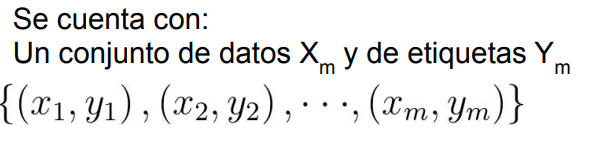 Se cuenta con:
Un conjunto de datos Xₘ y de etiquetas Yₘ
{(x₁, y₁) , (x₂, y₂) , · · · , (xₘ, yₘ)}